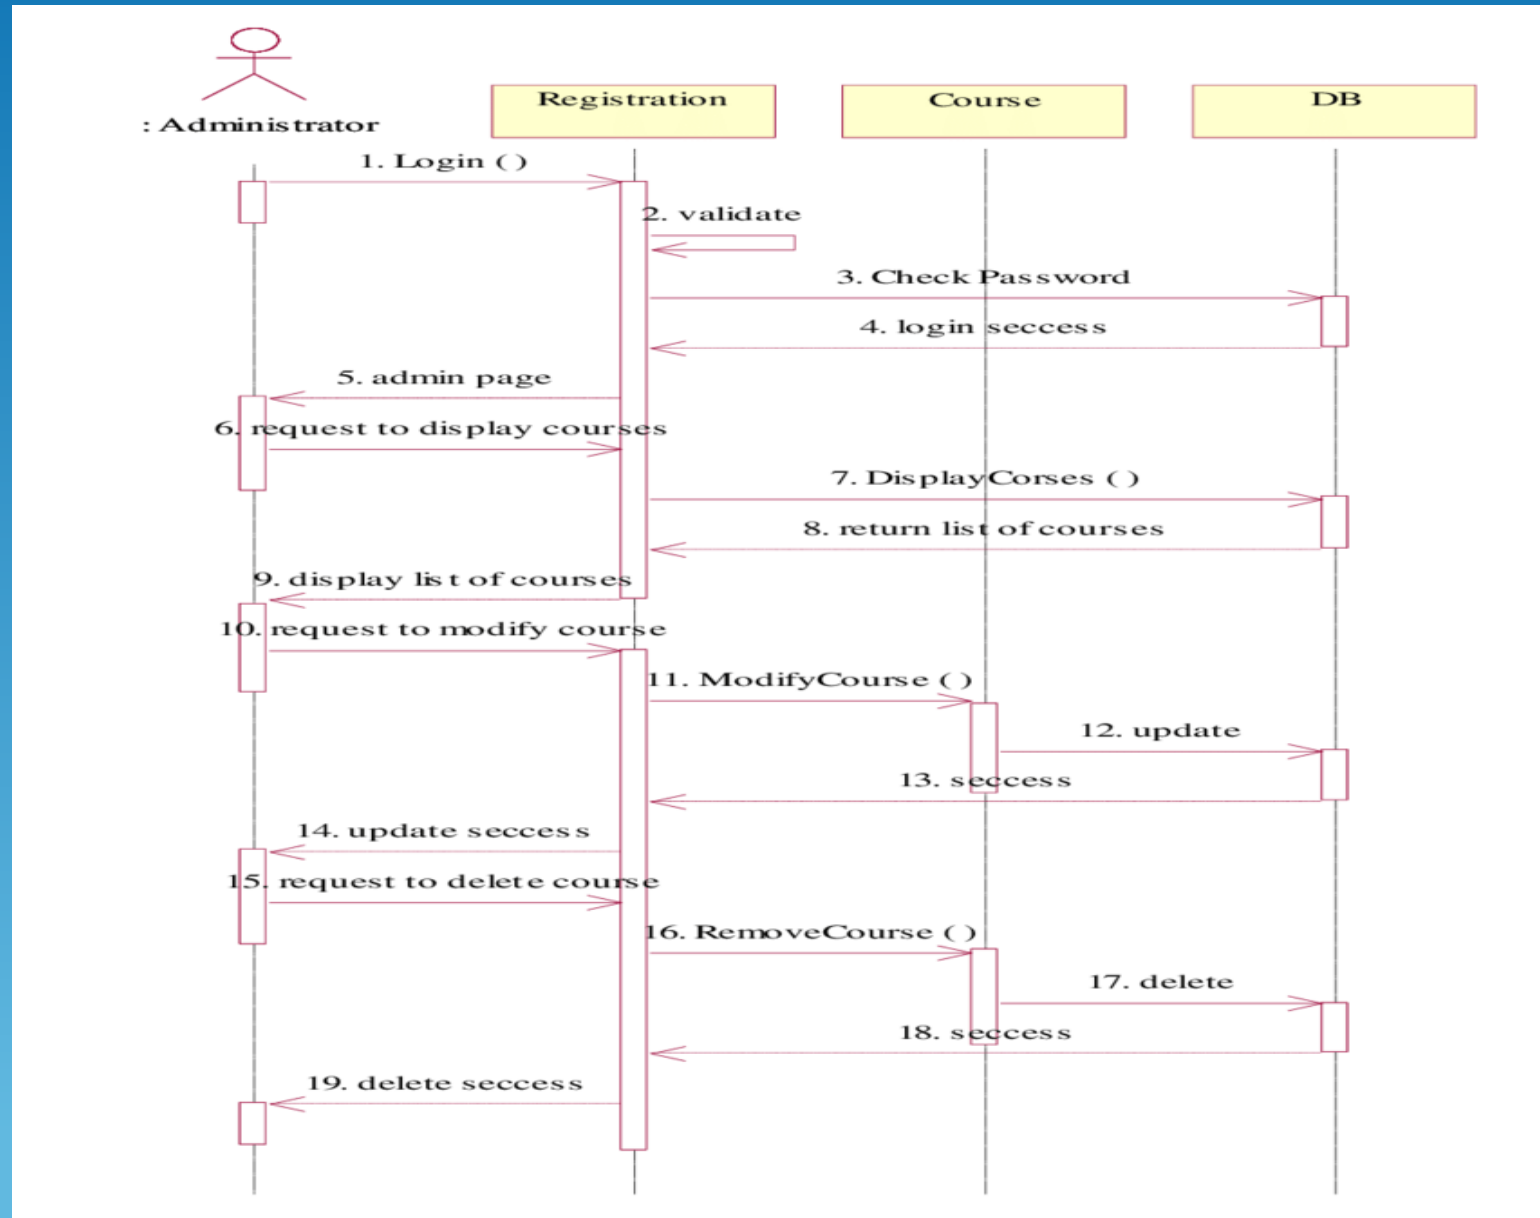 : Administrator
Registration
Course
DB
1. Login ( )
2. validate
3. Check Password
4. login seccess
5. admin page
6. request to display courses
7. DisplayCorses ( )
8. return list of courses
9. display list of courses
10. request to modify course
11. ModifyCourse ( )
12. update
13. seccess
14. update seccess
15. request to delete course
16. RemoveCourse ( )
17. delete
18. seccess
19. delete seccess